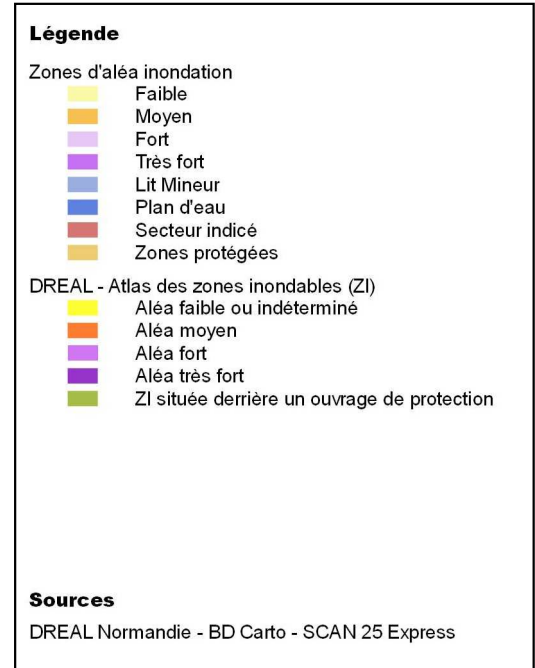 Légende
Zones d'aléa inondation
Faible
Moyen
Fort
Très fort
Lit Mineur
Plan d'eau
Secteur indicé
Zones protégées
DREAL - Atlas des zones inondables (ZI)
Aléa faible ou indéterminé
Aléa moyen
Aléa fort
Aléa très fort
ZI située derrière un ouvrage de protection
Sources
DREAL Normandie - BD Carto - SCAN 25 Express